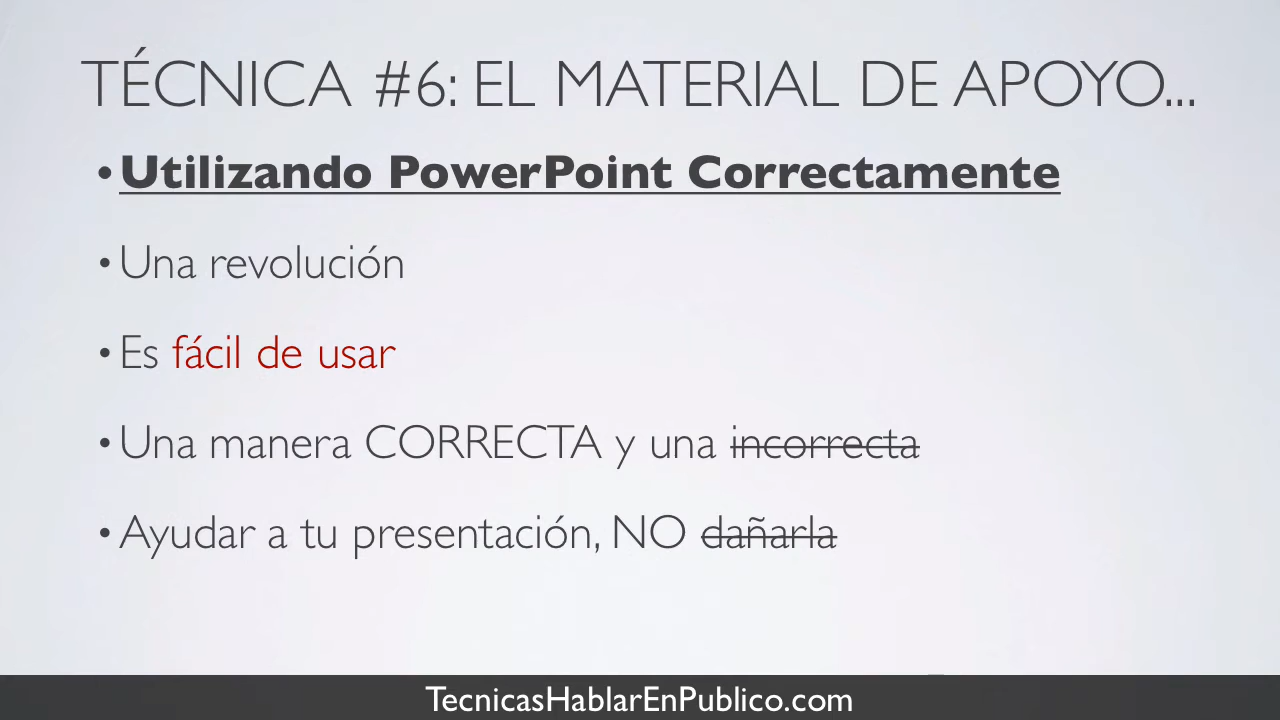 TÉCNICA #6: EL MATERIAL DE APOYO...
• Utilizando PowerPoint Correctamente
• Una revolución
• Es fácil de usar
• Una manera CORRECTA y una incorrecta
• Ayudar a tu presentación, NO dañarla
TecnicasHablarEnPublico.com